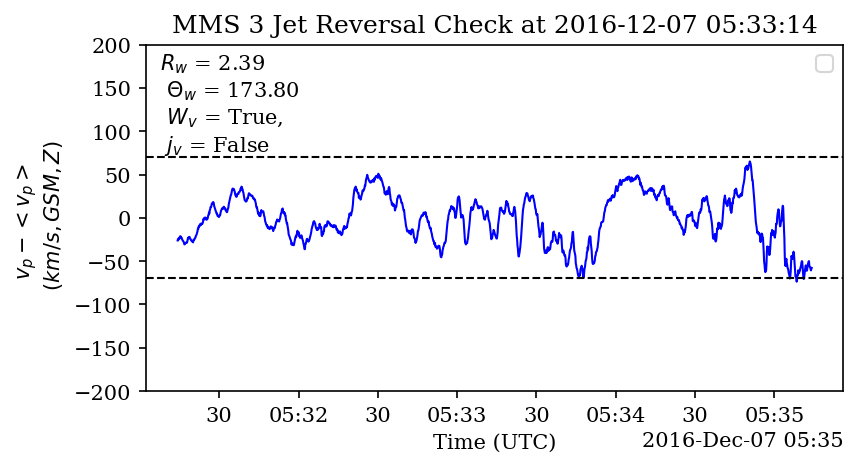 MMS 3 Jet Reversal Check at 2016-12-07 05:33:14
R_w = 2.39
Θ_w = 173.80
W_v = True,
j_v = False
v_p − < v_p >
(km/s, GSM, Z)
200
150
100
50
0
−50
−100
−150
−200
30 05:32 30 05:33 30 05:34 30 05:35
Time (UTC) 2016-Dec-07 05:35